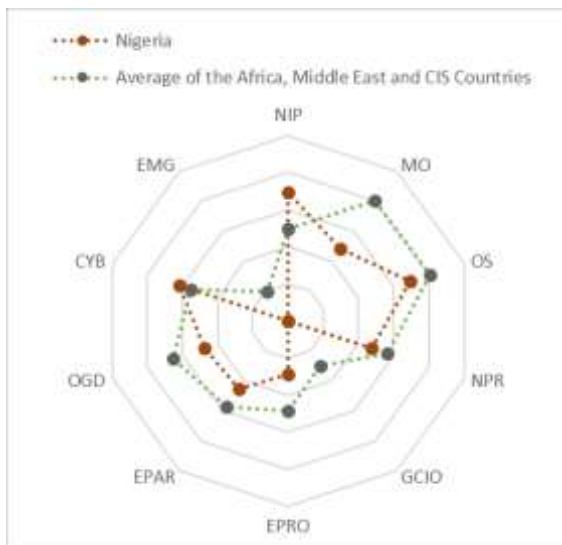 Nigeria
Average of the Africa, Middle East and CIS Countries
NIP
EMG
MO
CYB
OS
OGD
NPR
EPAR
GCIO
EPRO